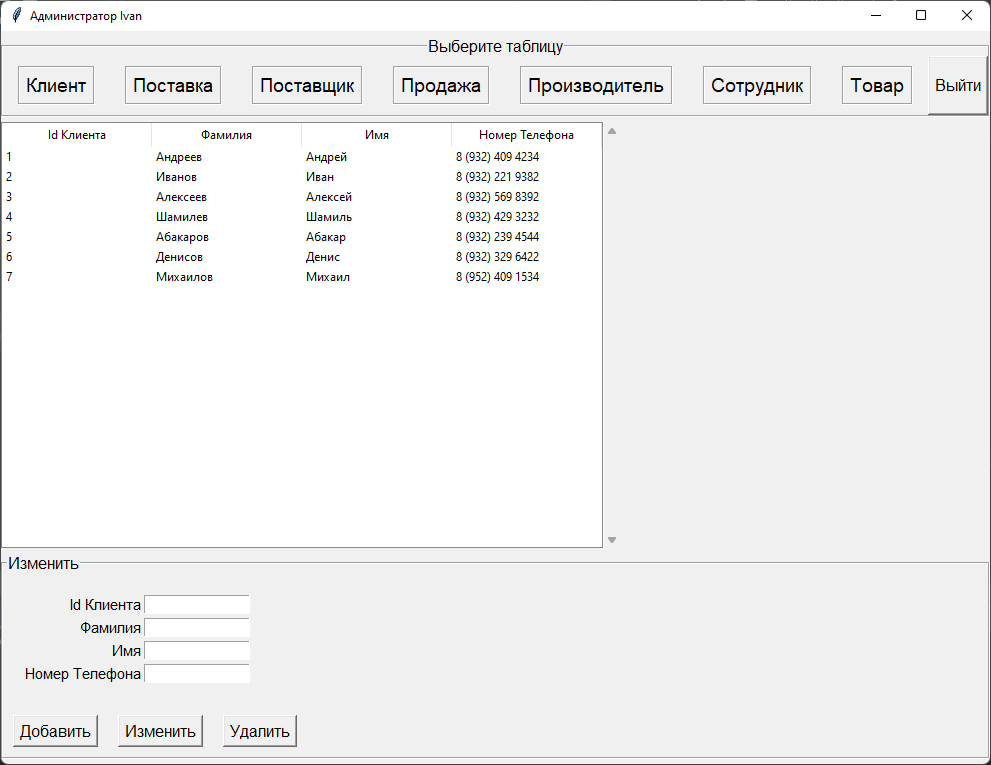 Администратор Ivan
Выберите таблицу
Клиент Поставка Поставщик Продажа Производитель Сотрудник Товар Выйти
Id Клиента Фамилия Имя Номер Телефона
1 Андреев Андрей 8 (932) 409 4234
2 Иванов Иван 8 (932) 221 9382
3 Алексеев Алексей 8 (932) 569 8392
4 Шамилев Шамиль 8 (932) 429 3232
5 Абакаров Абакар 8 (932) 239 4544
6 Денисов Денис 8 (932) 329 6422
7 Михаилов Михаил 8 (952) 409 1534
Изменить
Id Клиента
Фамилия
Имя
Номер Телефона
Добавить Изменить Удалить